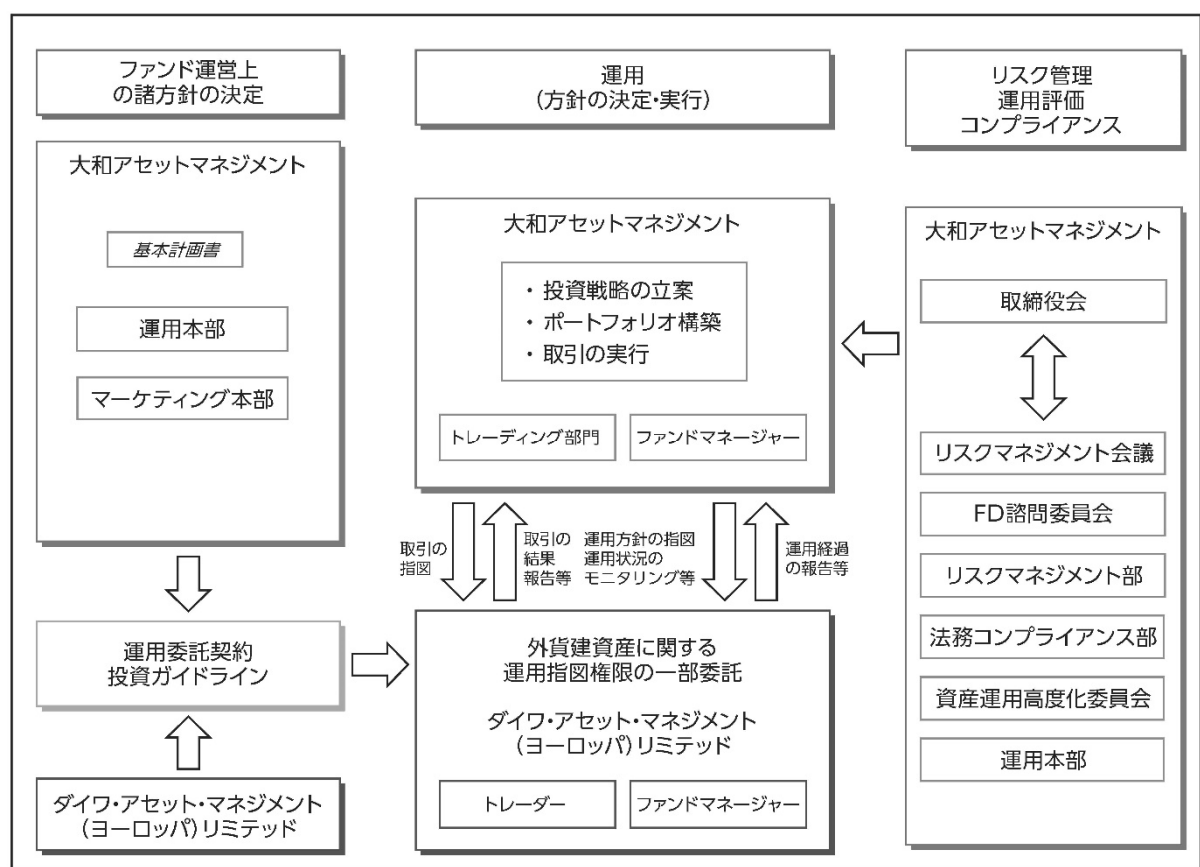 ファンド運営上
の諸方針の決定
大和アセットマネジメント
基本計画書
運用本部
マーケティング本部
運用委託契約
投資ガイドライン
ダイワ・アセット・マネジメント
(ヨーロッパ)リミテッド
運用
(方針の決定・実行)
大和アセットマネジメント
・投資戦略の立案
・ポートフォリオ構築
・取引の実行
トレーディング部門
ファンドマネージャー
取引の
指図
取引の
結果
報告等
運用方針の指図
運用状況の
モニタリング等
運用経過
の報告等
外貨建資産に関する
運用指図権限の一部委託
ダイワ・アセット・マネジメント
(ヨーロッパ)リミテッド
トレーダー
ファンドマネージャー
リスク管理
運用評価
コンプライアンス
大和アセットマネジメント
取締役会
リスクマネジメント会議
FD諮問委員会
リスクマネジメント部
法務コンプライアンス部
資産運用高度化委員会
運用本部